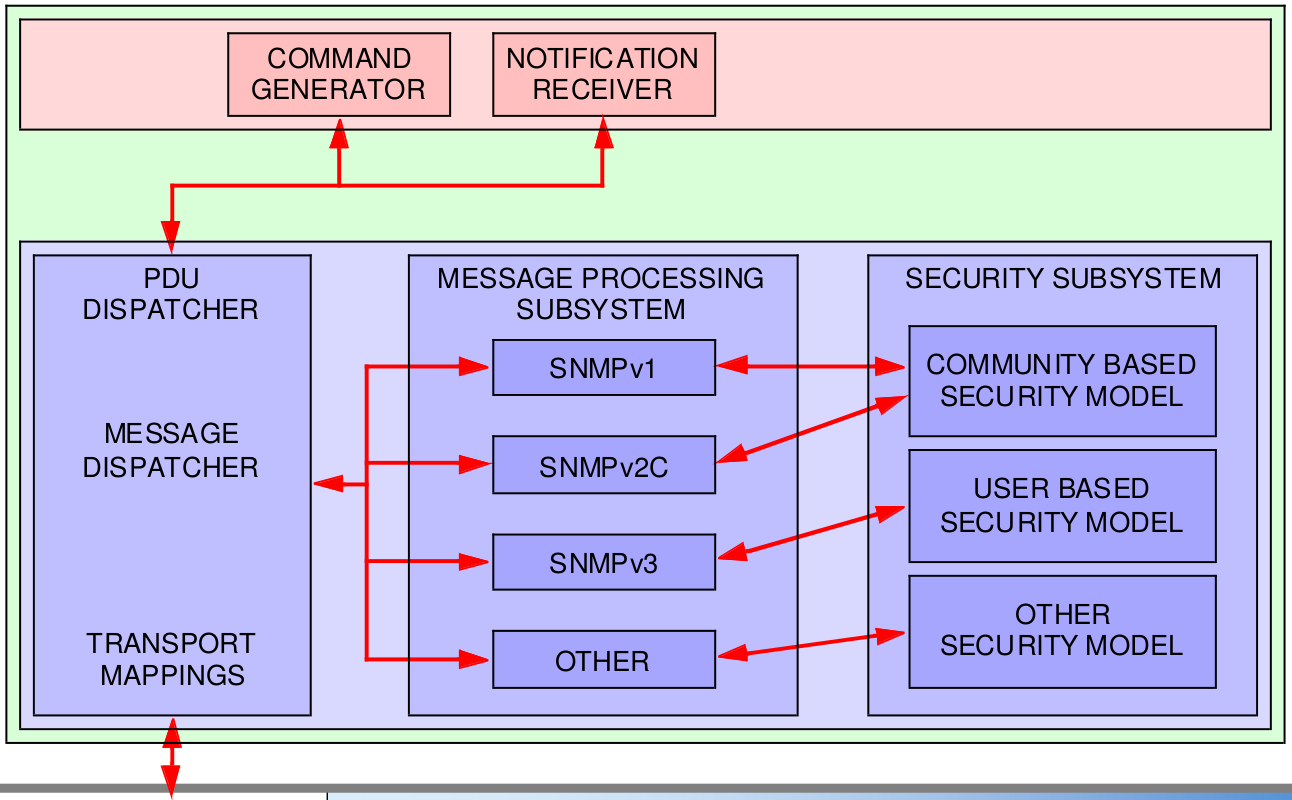 COMMAND
GENERATOR
NOTIFICATION
RECEIVER
PDU
DISPATCHER
MESSAGE
DISPATCHER
TRANSPORT
MAPPINGS
MESSAGE PROCESSING
SUBSYSTEM
SNMPv1
SNMPv2C
SNMPv3
OTHER
SECURITY SUBSYSTEM
COMMUNITY BASED
SECURITY MODEL
USER BASED
SECURITY MODEL
OTHER
SECURITY MODEL